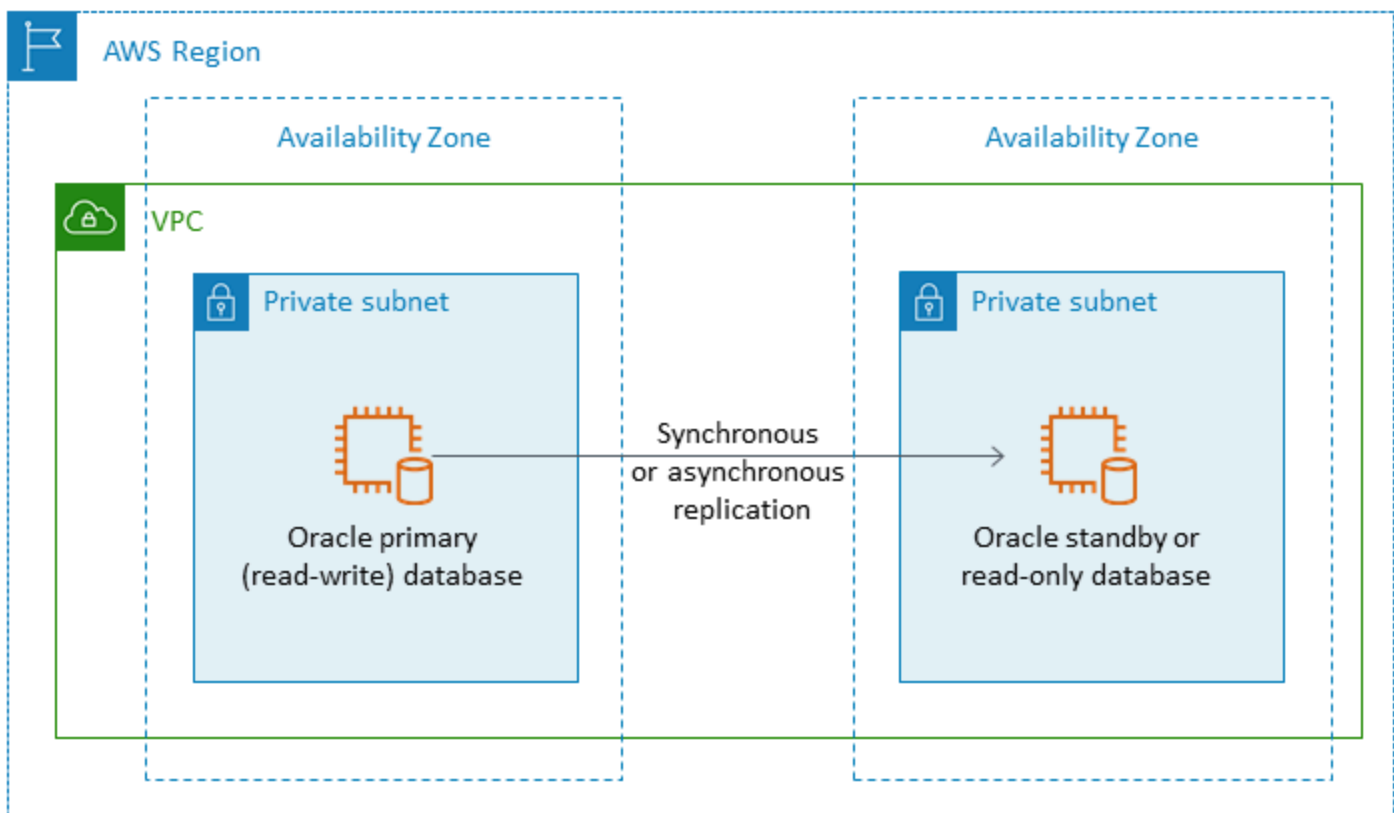 AWS Region
Availability Zone
Availability Zone
VPC
Private subnet
Private subnet
Synchronous
or asynchronous
replication
Oracle primary
(read-write) database
Oracle standby or
read-only database